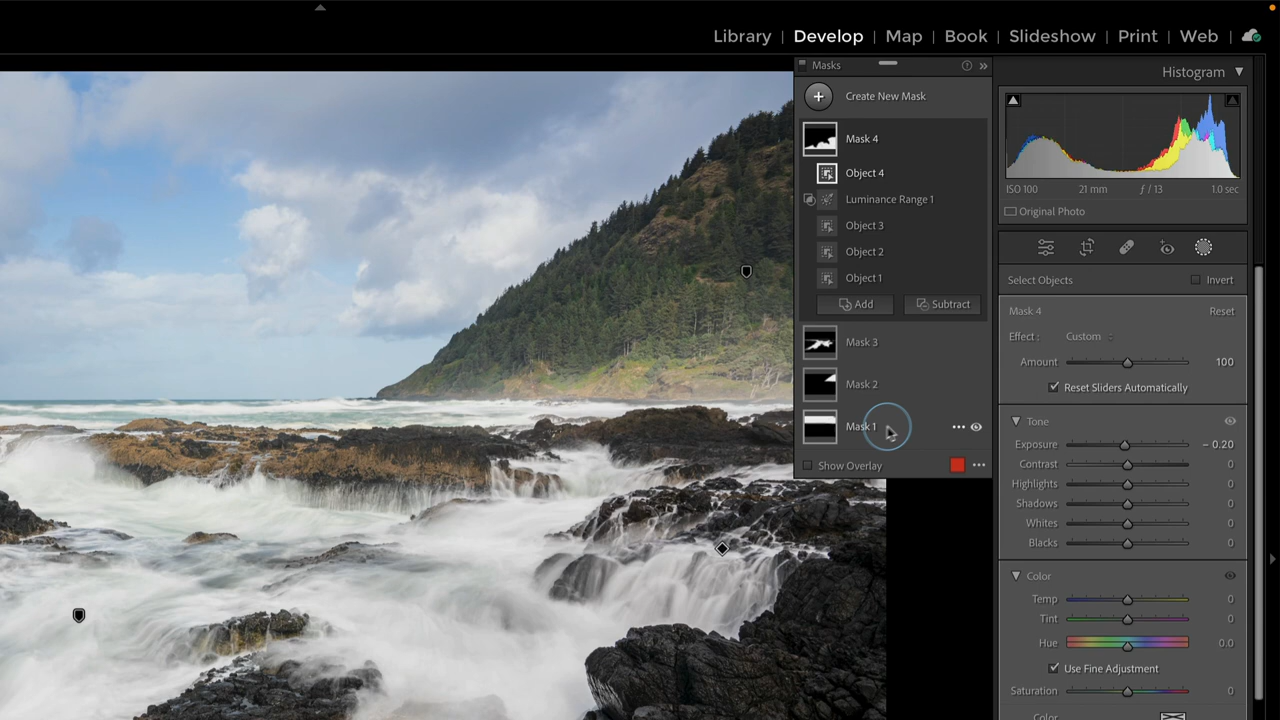 Library | Develop | Map | Book | Slideshow | Print | Web |
Masks
Create New Mask
Mask 4
Object 4
Luminance Range 1
Object 3
Object 2
Object 1
Add Subtract
Mask 3
Mask 2
Mask 1
Show Overlay
Histogram
ISO 100 21 mm ƒ / 13 1.0 sec
Original Photo
Select Objects Invert
Mask 4 Reset
Effect : Custom
Amount 100
Reset Sliders Automatically
Tone
Exposure – 0.20
Contrast 0
Highlights 0
Shadows 0
Whites 0
Blacks 0
Color
Temp 0
Tint 0
Hue 0.0
Use Fine Adjustment
Saturation 0
Color